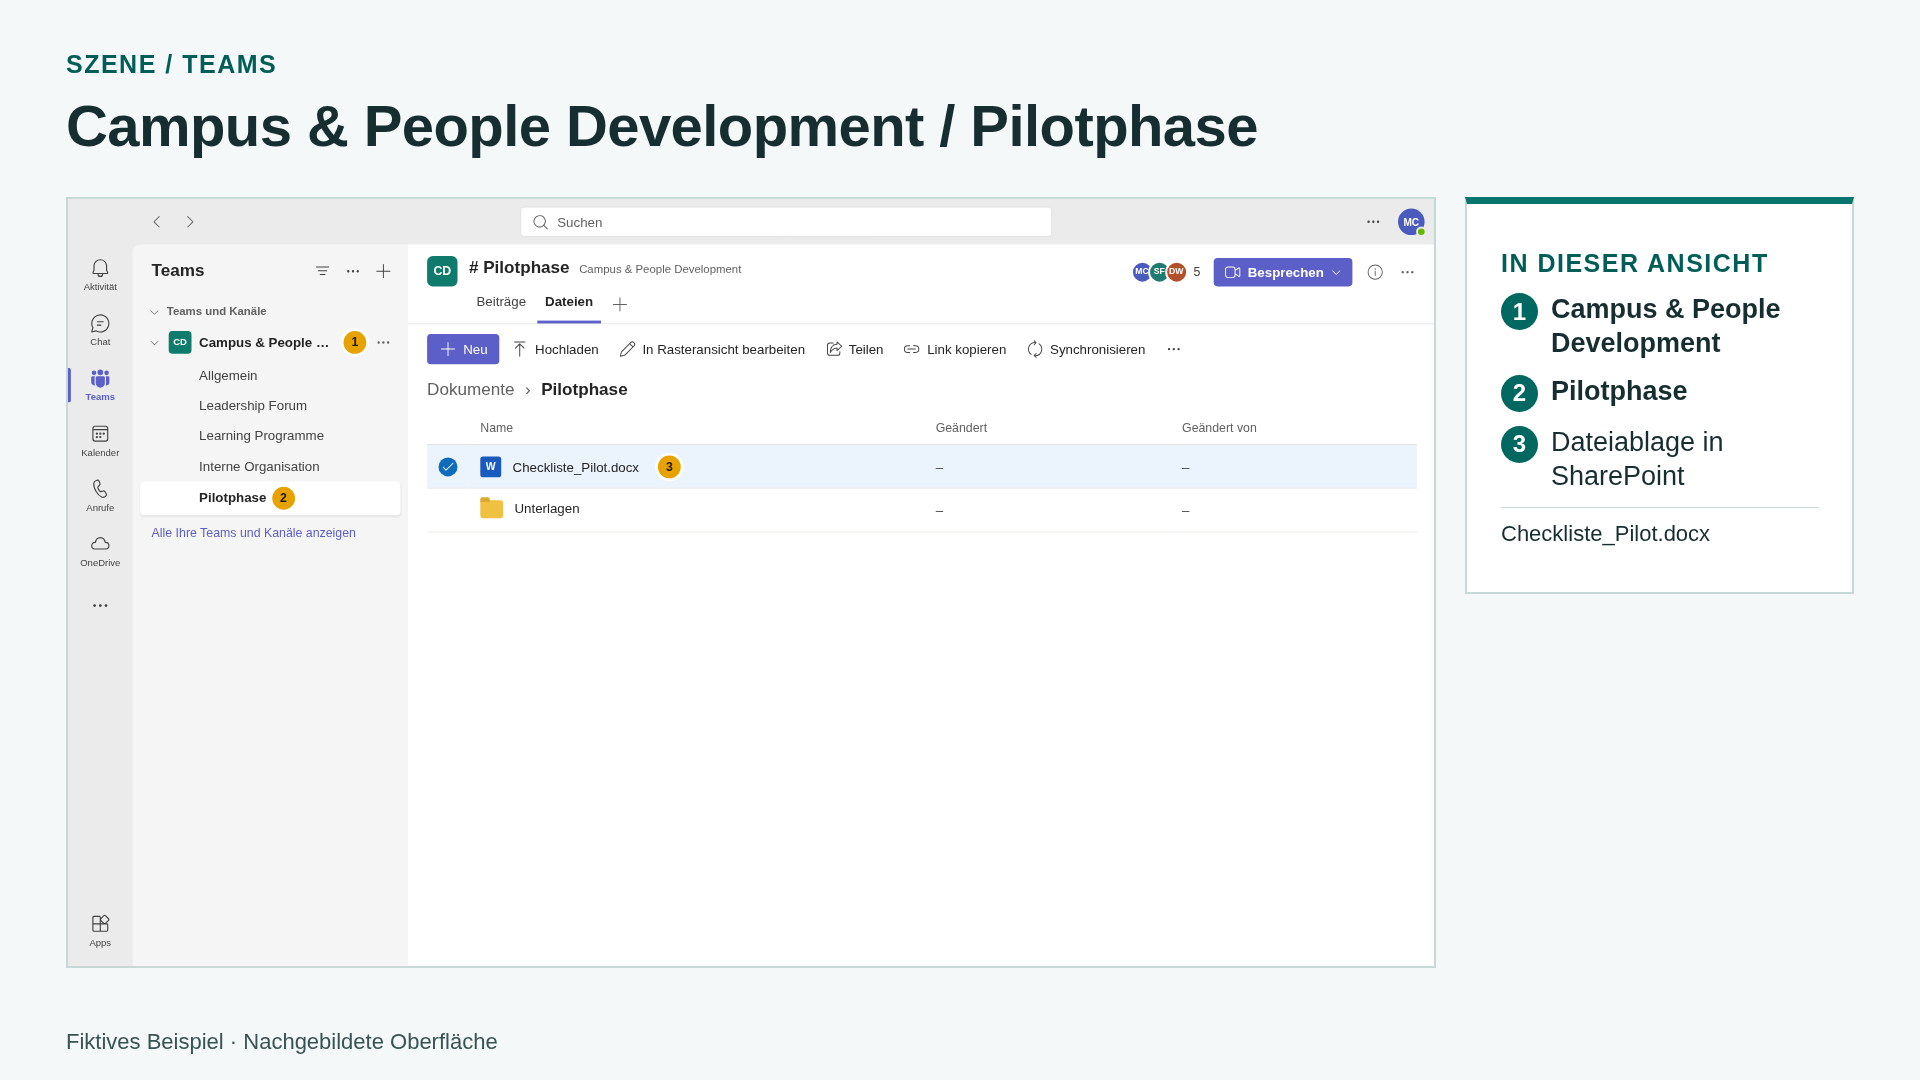 SZENE / TEAMS
Campus & People Development / Pilotphase
Suchen
MC
Aktivität
Chat
Teams
Kalender
Anrufe
OneDrive
Apps
Teams
Teams und Kanäle
CD Campus & People ... 1
Allgemein
Leadership Forum
Learning Programme
Interne Organisation
Pilotphase 2
Alle Ihre Teams und Kanäle anzeigen
CD # Pilotphase Campus & People Development
MC SF DW 5 Besprechen
Beiträge Dateien
Neu Hochladen In Rasteransicht bearbeiten Teilen Link kopieren Synchronisieren
Dokumente › Pilotphase
Name Geändert Geändert von
W Checkliste_Pilot.docx 3 – –
Unterlagen – –
IN DIESER ANSICHT
1 Campus & People
Development
2 Pilotphase
3 Dateiablage in
SharePoint
Checkliste_Pilot.docx
Fiktives Beispiel · Nachgebildete Oberfläche